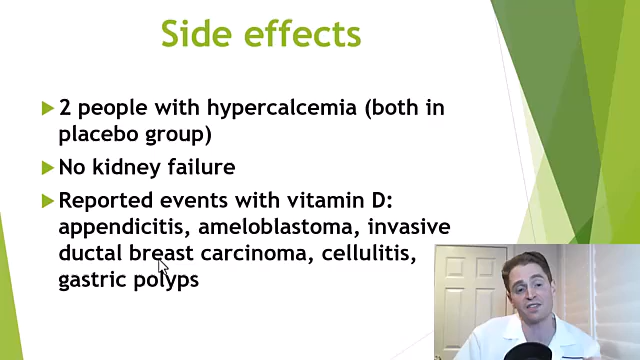 Side effects
2 people with hypercalcemia (both in
placebo group)
No kidney failure
Reported events with vitamin D:
appendicitis, ameloblastoma, invasive
ductal breast carcinoma, cellulitis,
gastric polyps